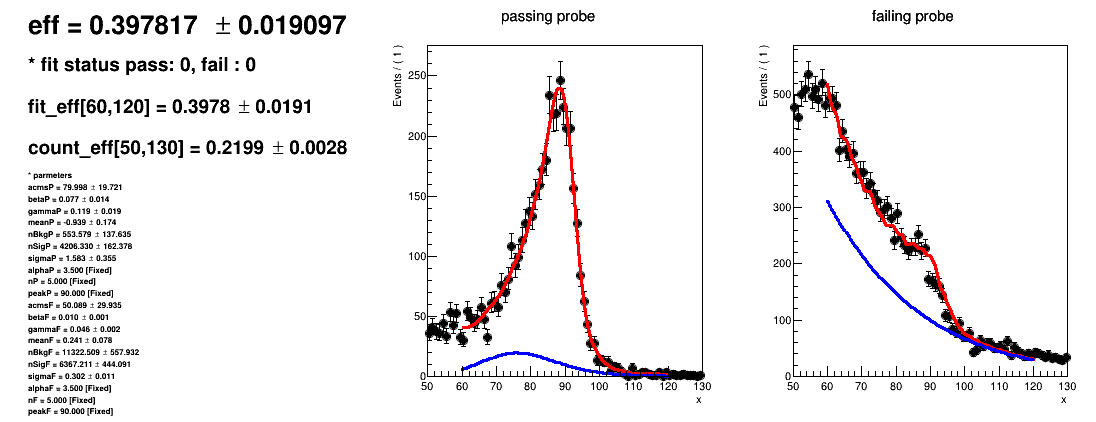 eff = 0.397817 ± 0.019097
* fit status pass: 0, fail : 0
fit_eff[60,120] = 0.3978 ± 0.0191
count_eff[50,130] = 0.2199 ± 0.0028
* parmeters
acmsP = 79.998 ± 19.721
betaP = 0.077 ± 0.014
gammaP = 0.119 ± 0.019
meanP = -0.939 ± 0.174
nBkgP = 553.579 ± 137.635
nSigP = 4206.330 ± 162.378
sigmaP = 1.583 ± 0.355
alphaP = 3.500 [Fixed]
nP = 5.000 [Fixed]
peakP = 90.000 [Fixed]
acmsF = 50.089 ± 29.935
betaF = 0.010 ± 0.001
gammaF = 0.046 ± 0.002
meanF = 0.241 ± 0.078
nBkgF = 11322.509 ± 557.932
nSigF = 6367.211 ± 444.091
sigmaF = 0.302 ± 0.011
alphaF = 3.500 [Fixed]
nF = 5.000 [Fixed]
peakF = 90.000 [Fixed]
passing probe
Events / ( 1 )
250
200
150
100
50
0
50 60 70 80 90 100 110 120 130
x
failing probe
Events / ( 1 )
500
400
300
200
100
0
50 60 70 80 90 100 110 120 130
x